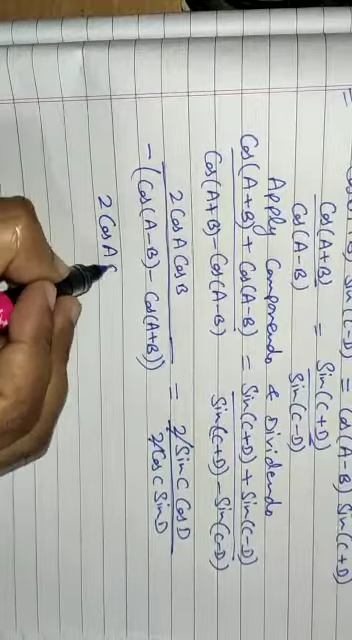 =
Cos(A+B) Sin(C-D) = Cos(A-B) Sin(C+D)
Cos(A+B) / Cos(A-B) = Sin(C+D) / Sin(C-D)
Apply Componendo & Dividendo
Cos(A+B) + Cos(A-B) / Cos(A+B) - Cos(A-B) = Sin(C+D) + Sin(C-D) / Sin(C+D) - Sin(C-D)
2 Cos A Cos B / -(Cos(A-B) - Cos(A+B)) = 2 Sin C Cos D / 2 Cos C Sin D
2 Cos A